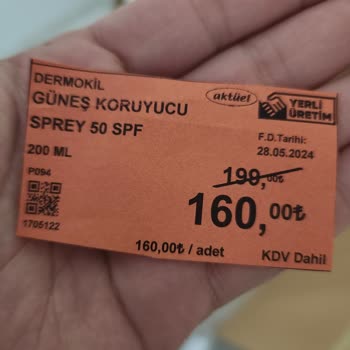 DERMOKİL
GÜNEŞ KORUYUCU
SPREY 50 SPF
200 ML
P094
1705122
aktüel
YERLİ
ÜRETİM
F.D.Tarihi:
28.05.2024
199,00₺
160,00₺
160,00₺ / adet
KDV Dahil